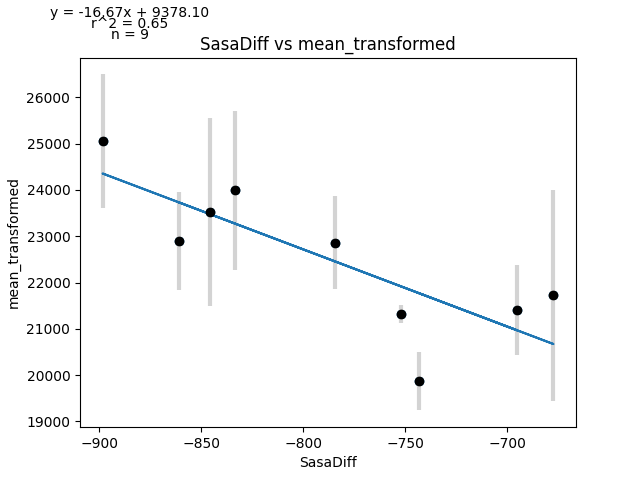 y = -16.67x + 9378.10
r^2 = 0.65
n = 9
SasaDiff vs mean_transformed
26000
25000
24000
23000
22000
21000
20000
19000
mean_transformed
−900
−850
−800
−750
−700
SasaDiff